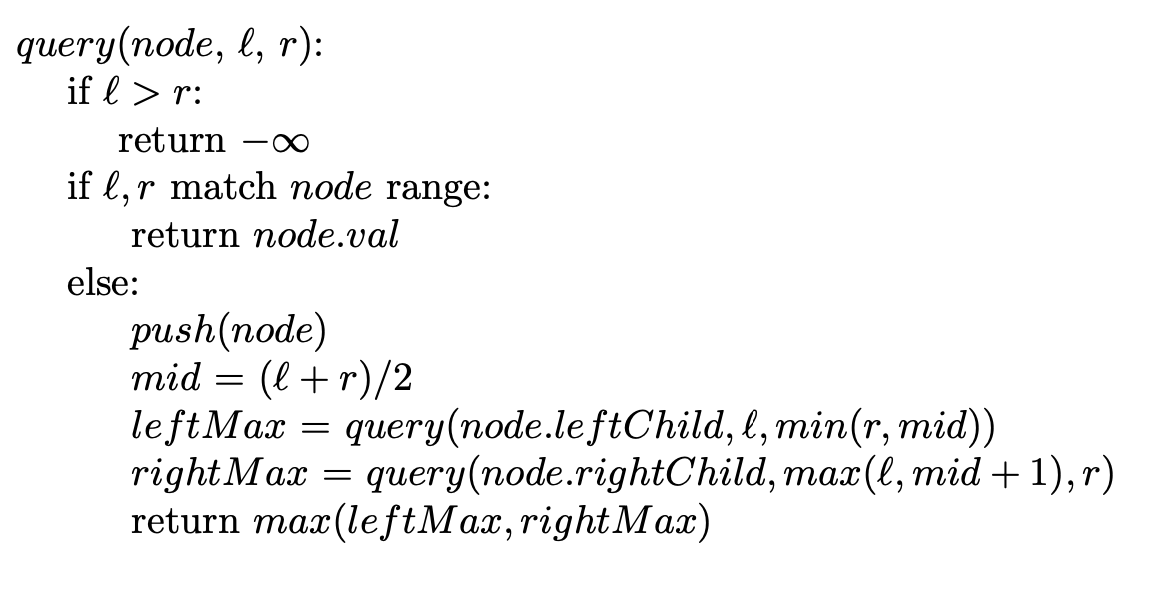 query(node, ℓ, r):
if ℓ > r:
return −∞
if ℓ, r match node range:
return node.val
else:
push(node)
mid = (ℓ + r)/2
leftMax = query(node.leftChild, ℓ, min(r, mid))
rightMax = query(node.rightChild, max(ℓ, mid + 1), r)
return max(leftMax, rightMax)